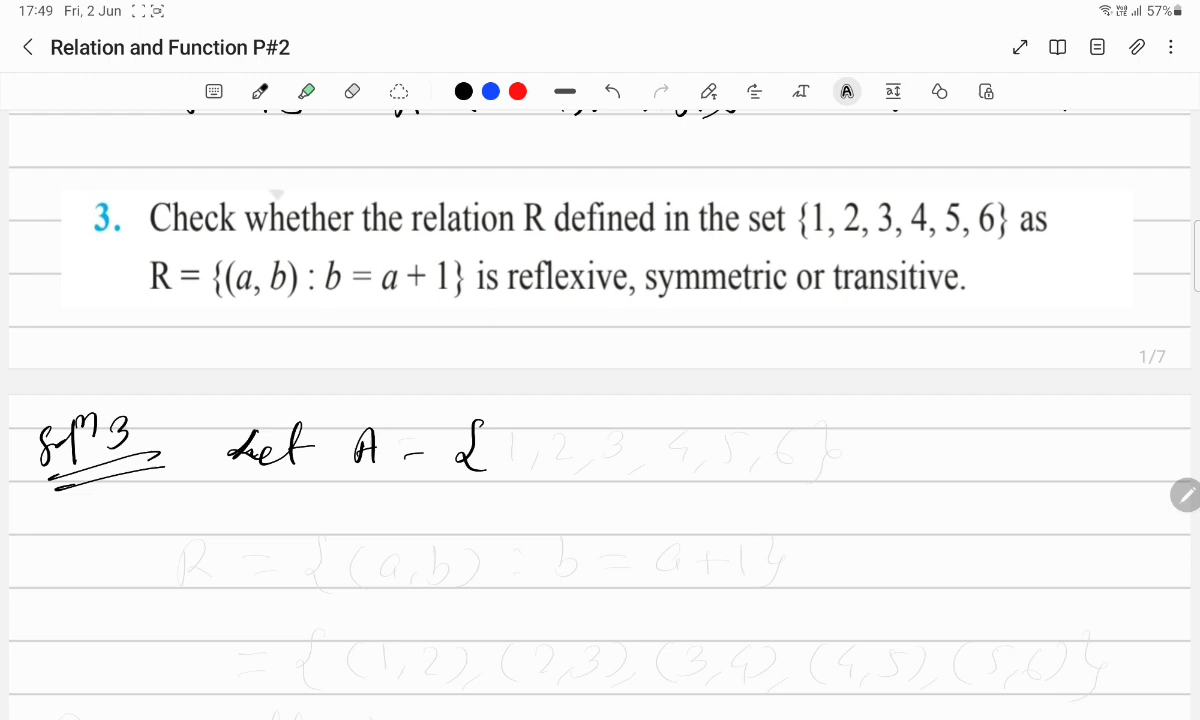 17:49 Fri, 2 Jun 57%
Relation and Function P#2
3. Check whether the relation R defined in the set {1, 2, 3, 4, 5, 6} as
R = {(a, b) : b = a + 1} is reflexive, symmetric or transitive.
1/7
Solⁿ 3 Let A = {1,2,3,4,5,6}
R = {(a,b) : b = a+1}
= {(1,2),(2,3),(3,4),(4,5),(5,6)}